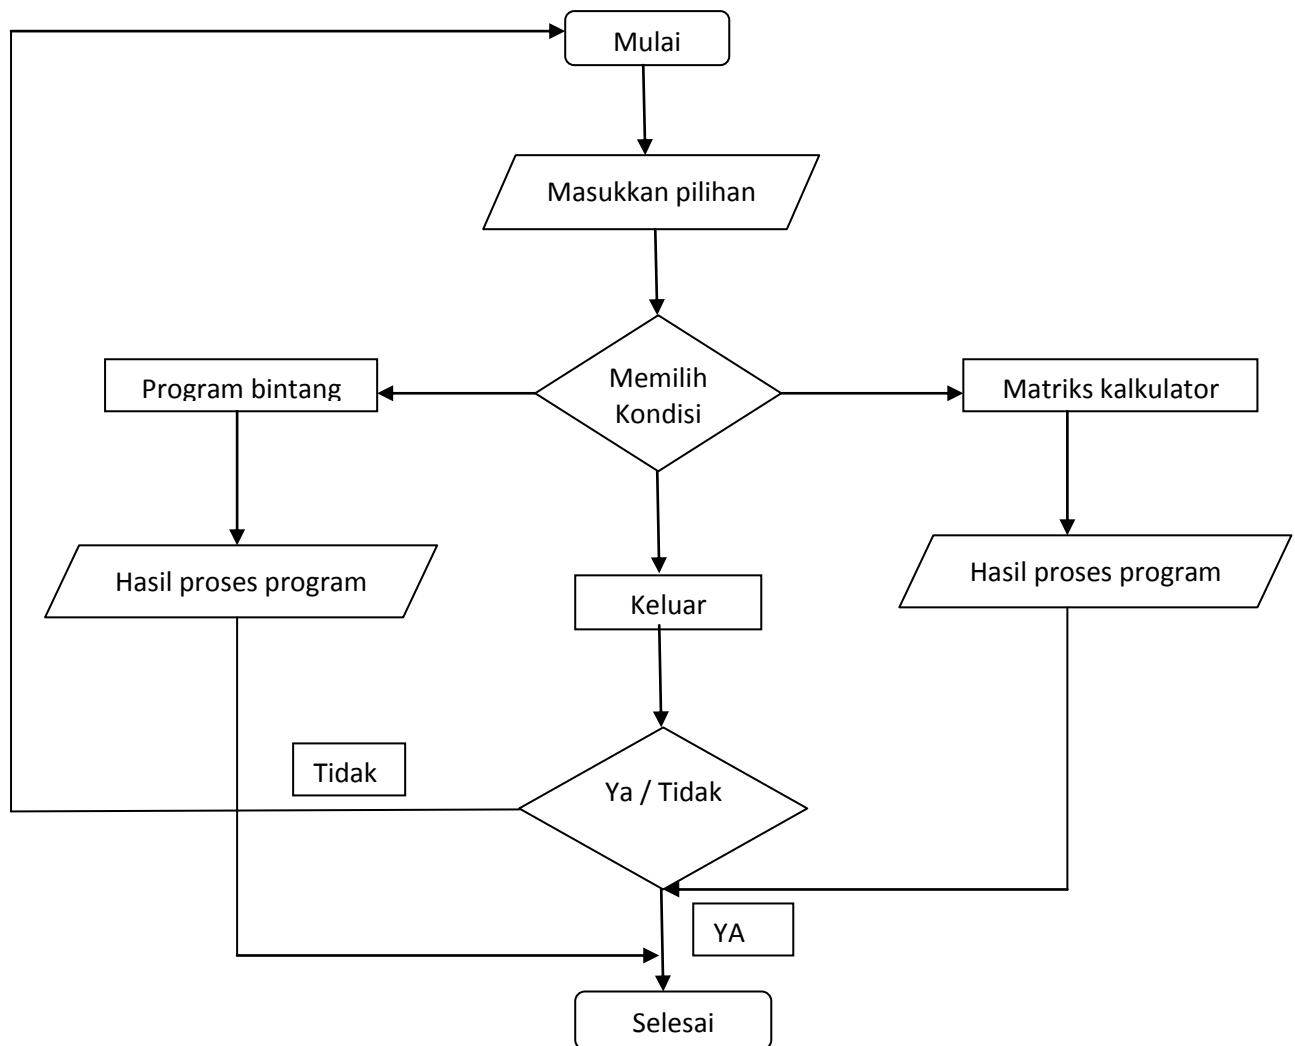 Mulai
Masukkan pilihan
Memilih
Kondisi
Program bintang
Matriks kalkulator
Hasil proses program
Hasil proses program
Keluar
Tidak
Ya / Tidak
YA
Selesai